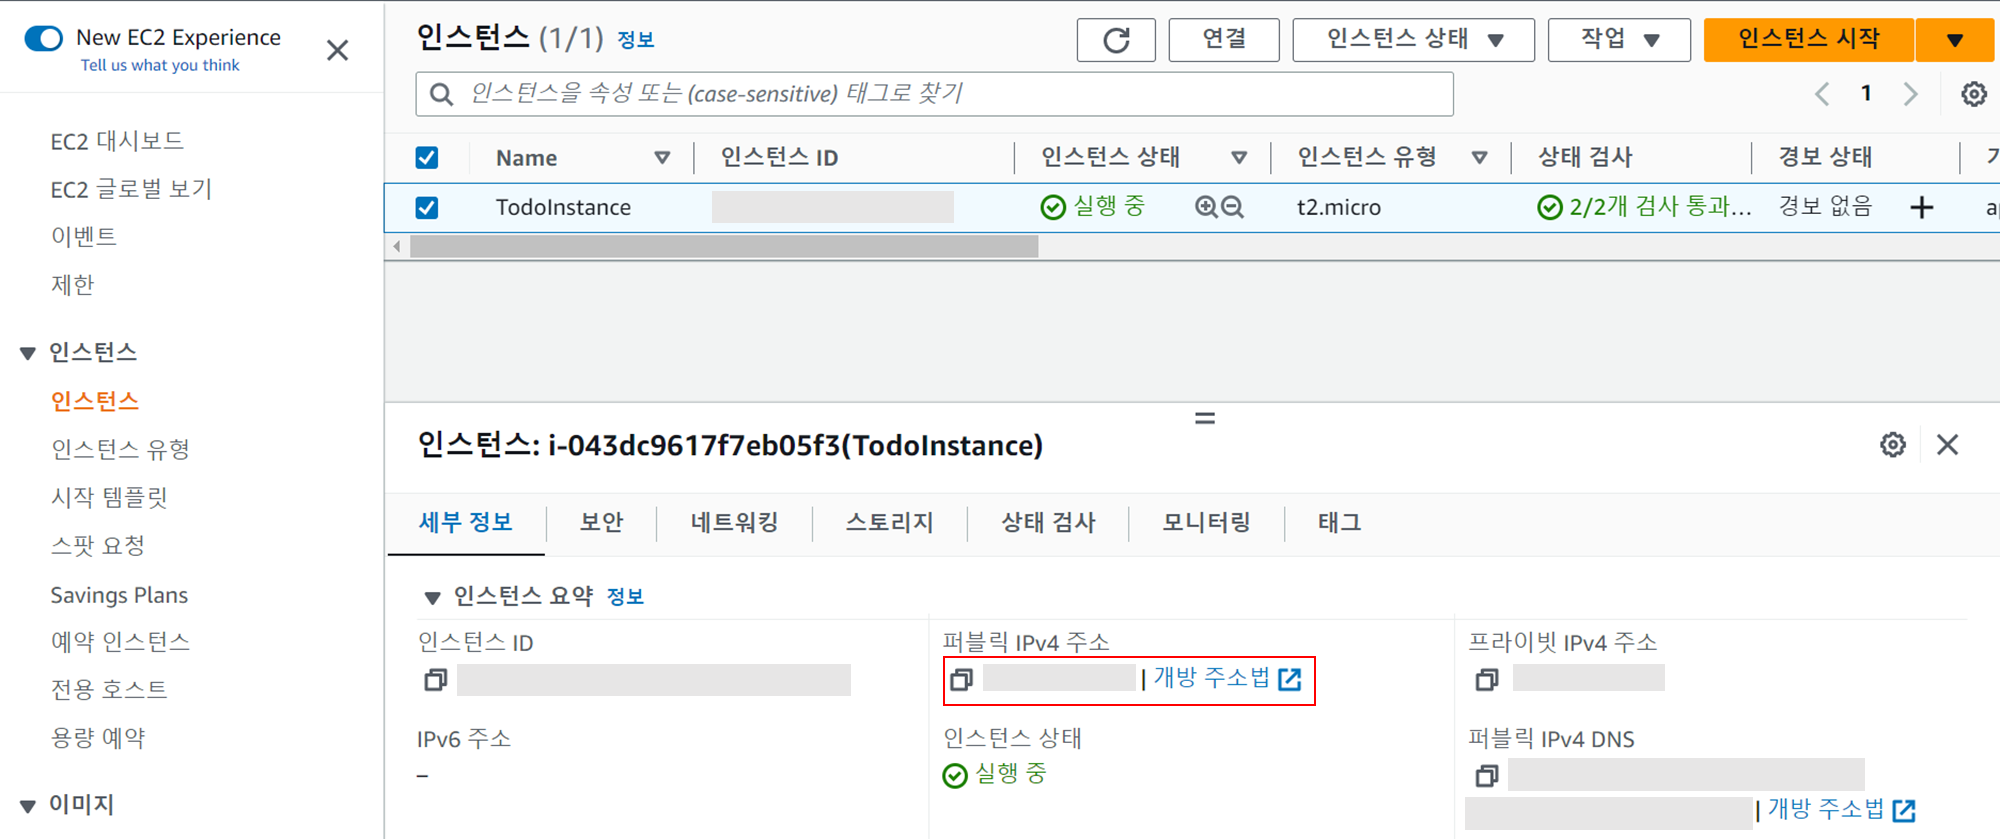 New EC2 Experience
Tell us what you think
EC2 대시보드
EC2 글로벌 보기
이벤트
제한
인스턴스
인스턴스
인스턴스 유형
시작 템플릿
스팟 요청
Savings Plans
예약 인스턴스
전용 호스트
용량 예약
이미지
인스턴스 (1/1) 정보
연결
인스턴스 상태
작업
인스턴스 시작
인스턴스을 속성 또는 (case-sensitive) 태그로 찾기
1
Name 인스턴스 ID 인스턴스 상태 인스턴스 유형 상태 검사 경보 상태
TodoInstance 실행 중 t2.micro 2/2개 검사 통과... 경보 없음
인스턴스: i-043dc9617f7eb05f3(TodoInstance)
세부 정보 보안 네트워킹 스토리지 상태 검사 모니터링 태그
인스턴스 요약 정보
인스턴스 ID 퍼블릭 IPv4 주소 프라이빗 IPv4 주소
| 개방 주소법
IPv6 주소 인스턴스 상태 퍼블릭 IPv4 DNS
– 실행 중
| 개방 주소법